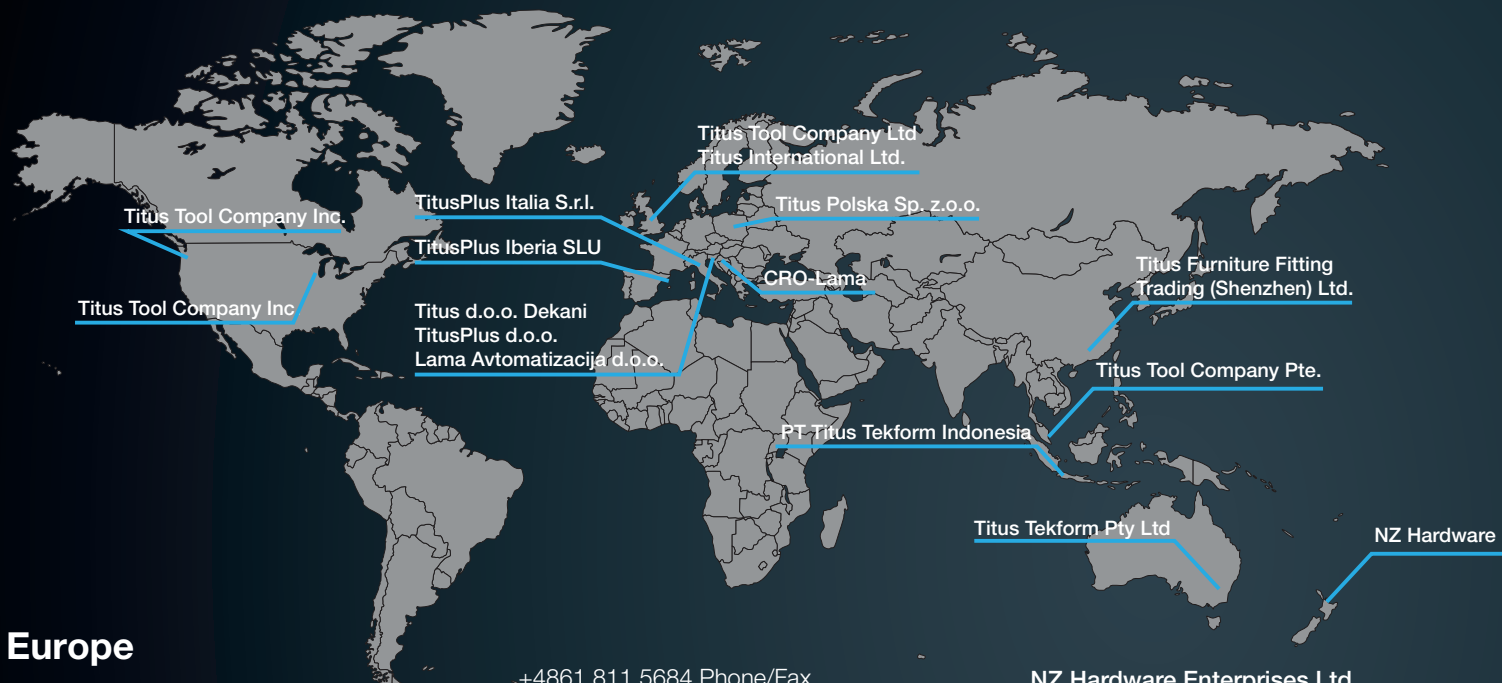 Titus Tool Company Ltd
Titus International Ltd.
TitusPlus Italia S.r.l.
Titus Polska Sp. z.o.o.
Titus Tool Company Inc.
TitusPlus Iberia SLU
CRO-Lama
Titus Furniture Fitting
Trading (Shenzhen) Ltd.
Titus Tool Company Inc
Titus d.o.o. Dekani
TitusPlus d.o.o.
Lama Avtomatizacija d.o.o.
Titus Tool Company Pte.
PT Titus Tekform Indonesia
Titus Tekform Pty Ltd
NZ Hardware
Europe
+4861 811 5684 Phone/Fax
NZ Hardware Enterprises Ltd